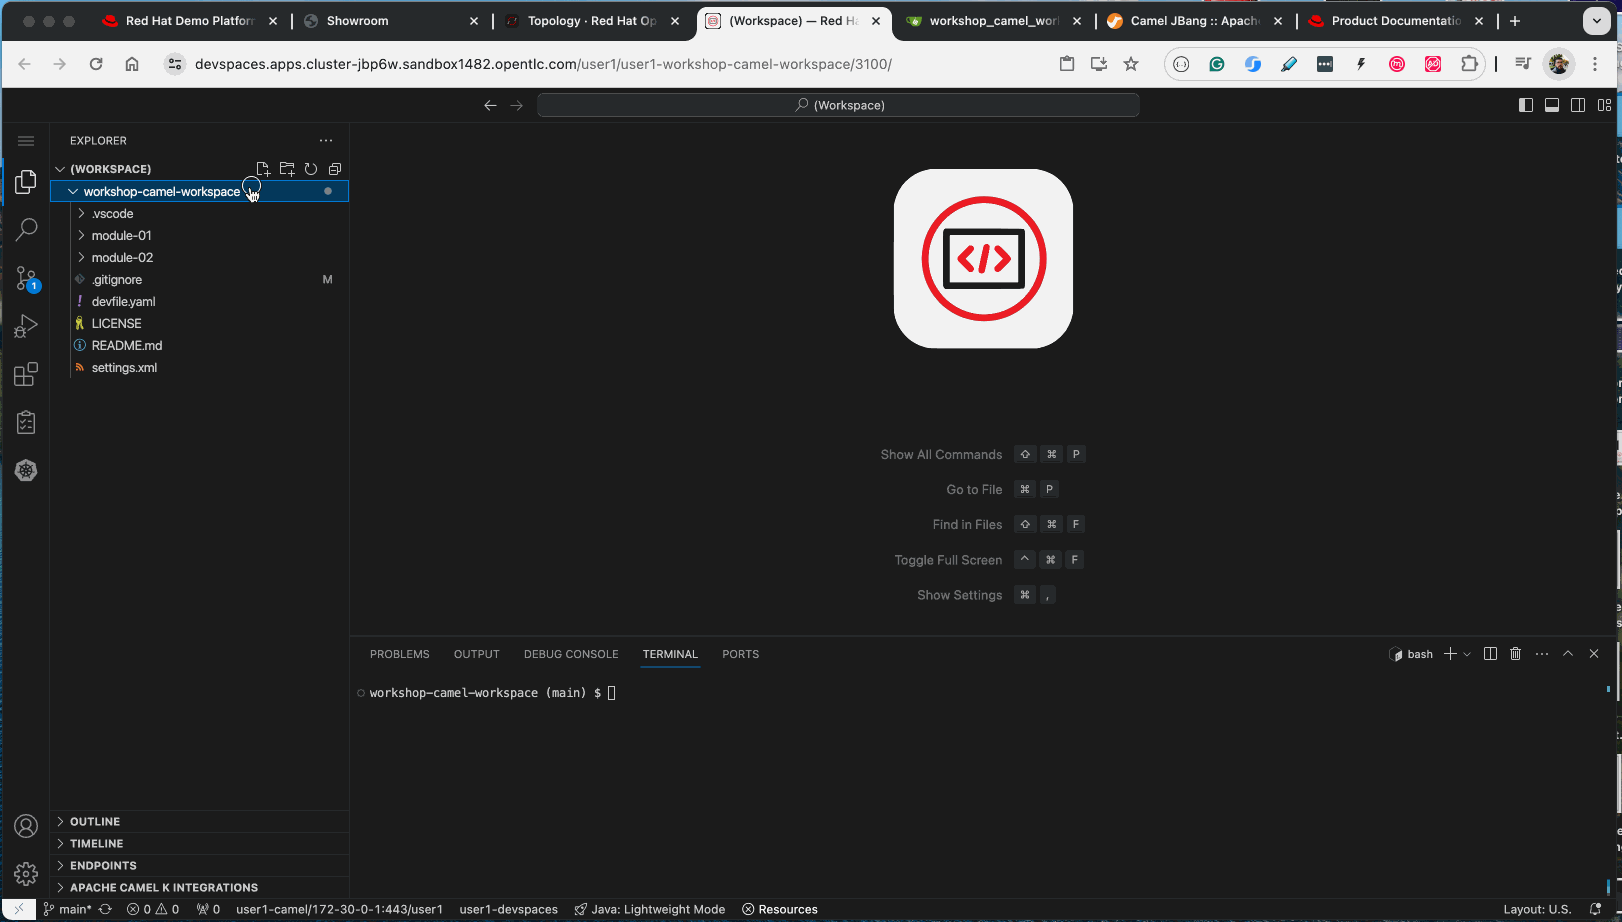 Red Hat Demo Platform
Showroom
Topology · Red Hat Op
(Workspace) — Red Ha
workshop_camel_wor
Camel JBang :: Apach
Product Documentatio
devspaces.apps.cluster-jbp6w.sandbox1482.opentlc.com/user1/user1-workshop-camel-workspace/3100/
(Workspace)
EXPLORER
(WORKSPACE)
workshop-camel-workspace
.vscode
module-01
module-02
.gitignore M
devfile.yaml
LICENSE
README.md
settings.xml
1
</>
Show All Commands ⇧ ⌘ P
Go to File ⌘ P
Find in Files ⇧ ⌘ F
Toggle Full Screen ^ ⌘ F
Show Settings ⌘ ,
PROBLEMS OUTPUT DEBUG CONSOLE TERMINAL PORTS
bash
workshop-camel-workspace (main) $
OUTLINE
TIMELINE
ENDPOINTS
APACHE CAMEL K INTEGRATIONS
main* 0 0 0 user1-camel/172-30-0-1:443/user1 user1-devspaces Java: Lightweight Mode Resources Layout: U.S.